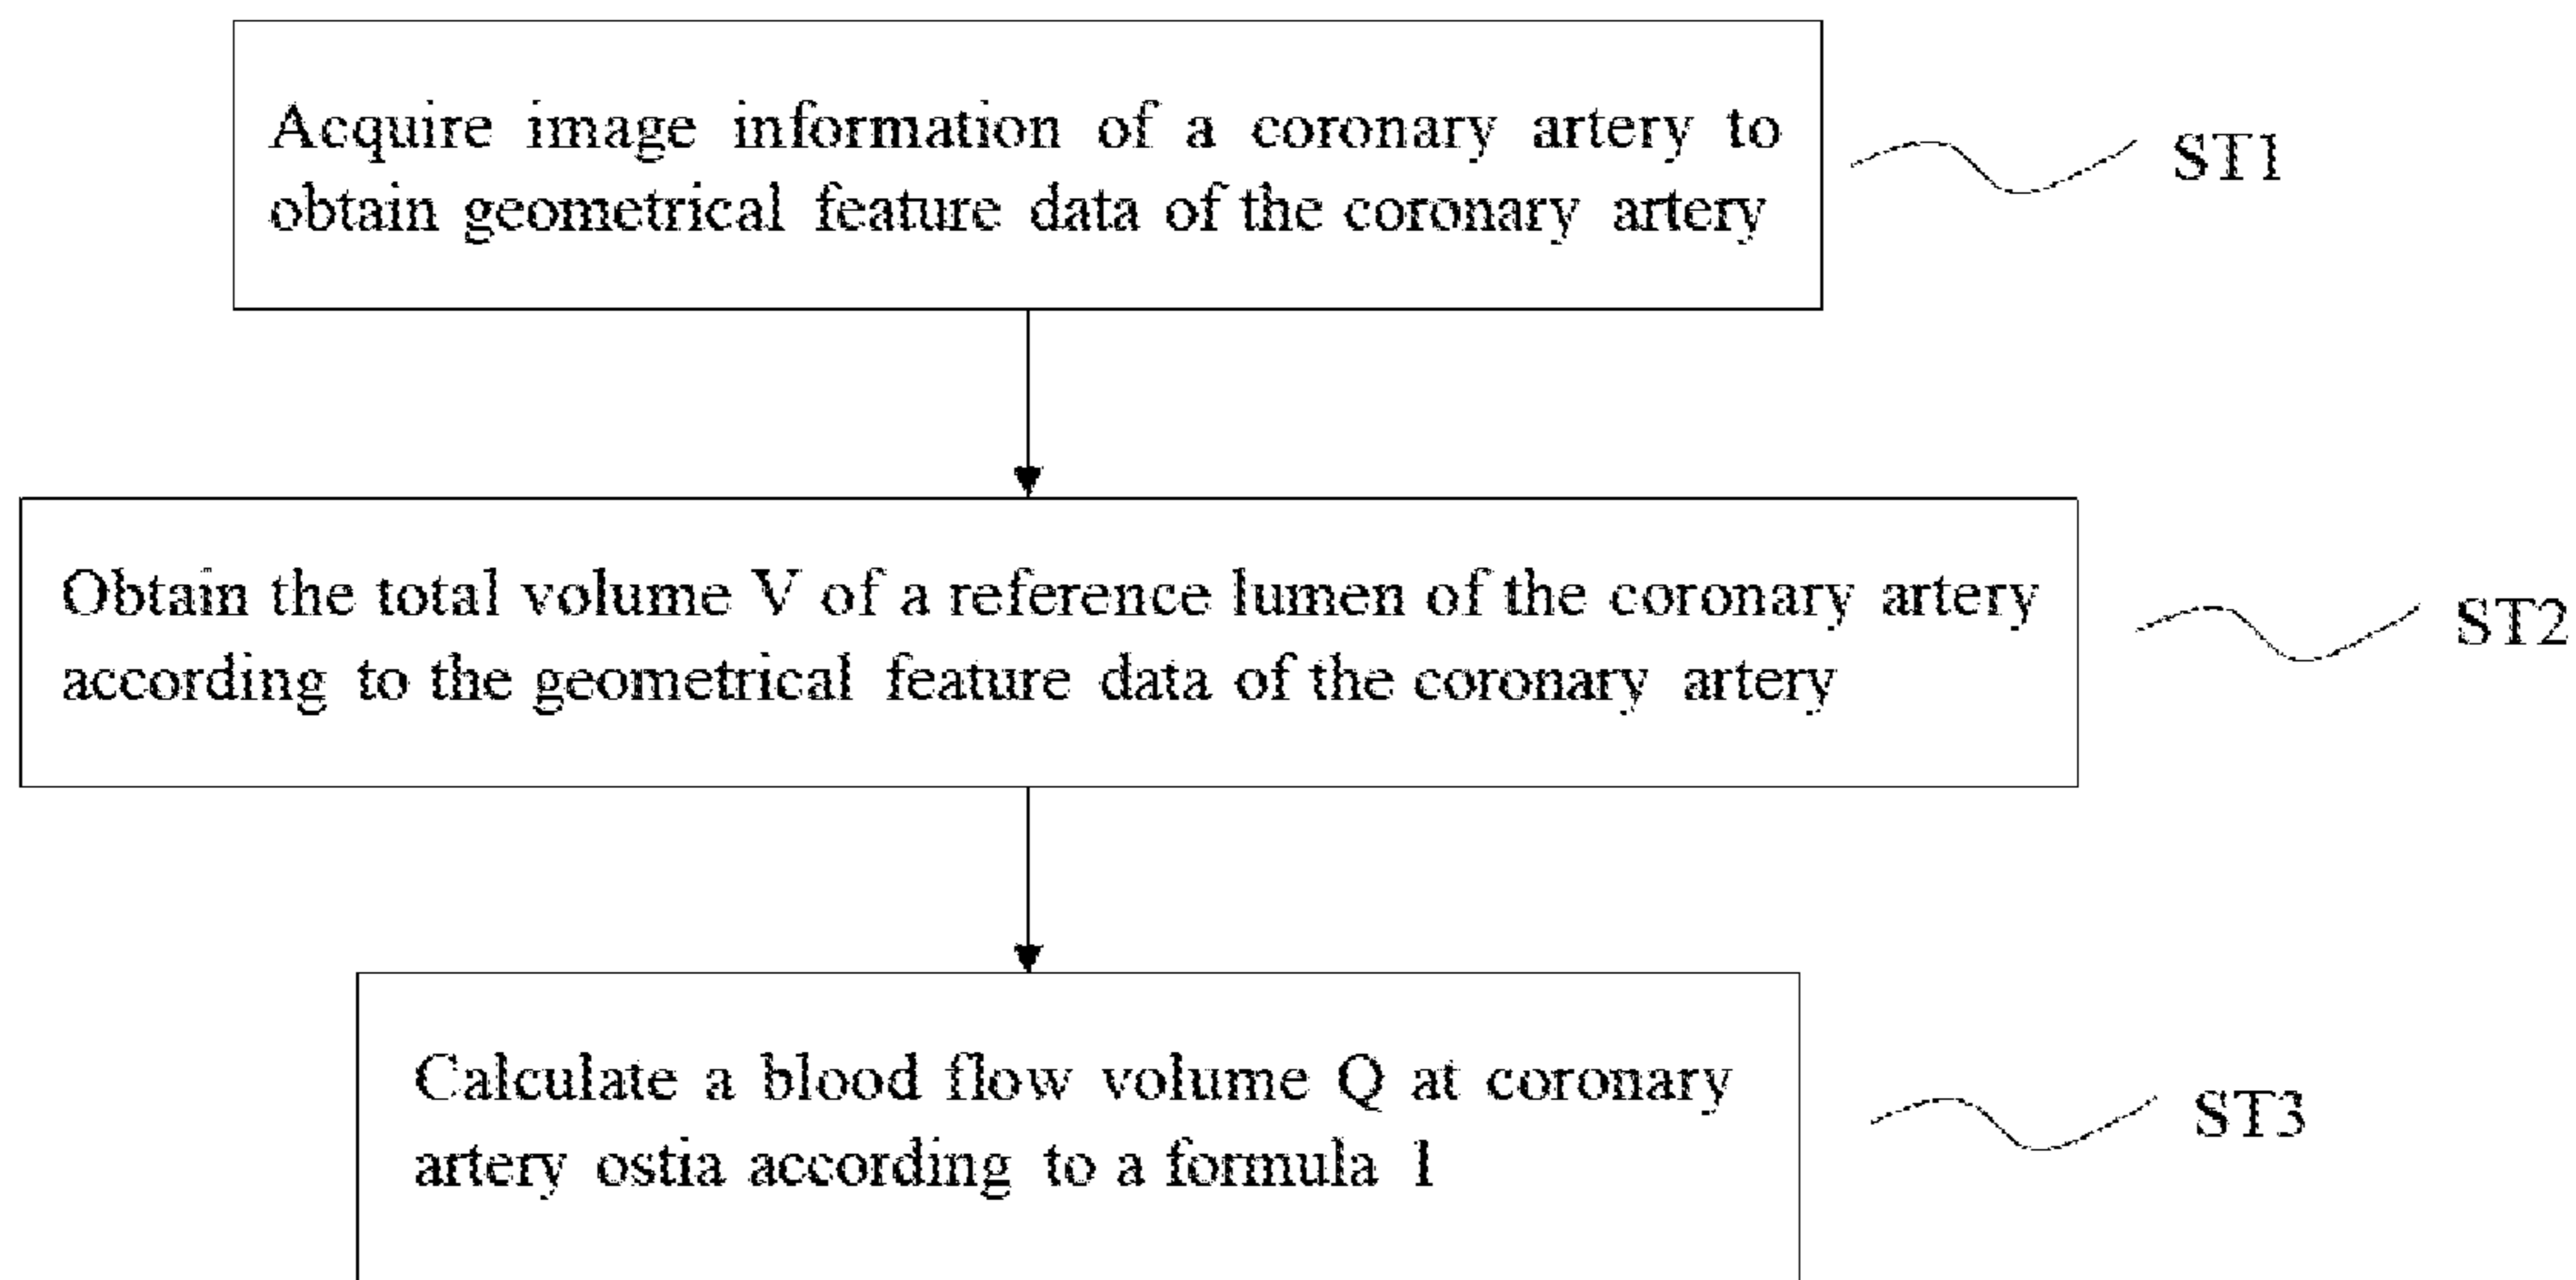 Acquire image information of a coronary artery to
obtain geometrical feature data of the coronary artery
ST1
Obtain the total volume V of a reference lumen of the coronary artery
according to the geometrical feature data of the coronary artery
ST2
Calculate a blood flow volume Q at coronary
artery ostia according to a formula 1
ST3